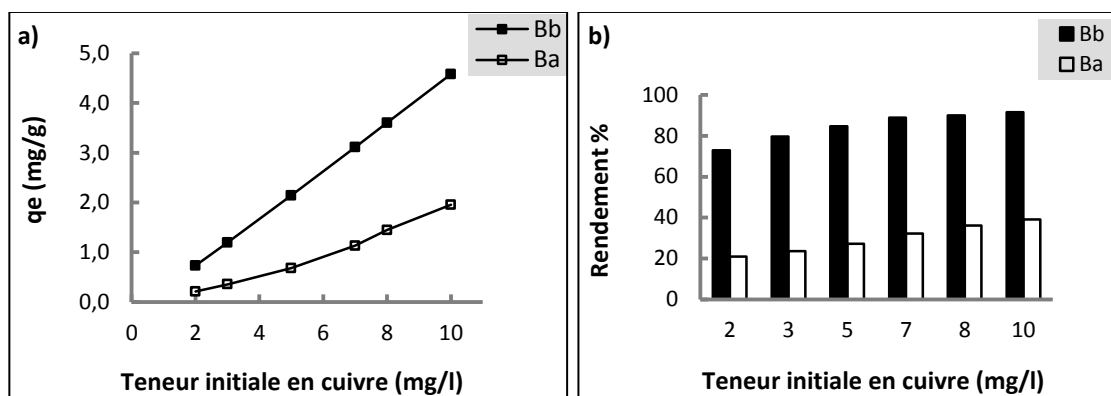 a)
Bb
Ba
qe (mg/g)
5,0
4,0
3,0
2,0
1,0
0,0
0 2 4 6 8 10
Teneur initiale en cuivre (mg/l)
b)
Bb
Ba
Rendement %
100
80
60
40
20
0
2 3 5 7 8 10
Teneur initiale en cuivre (mg/l)